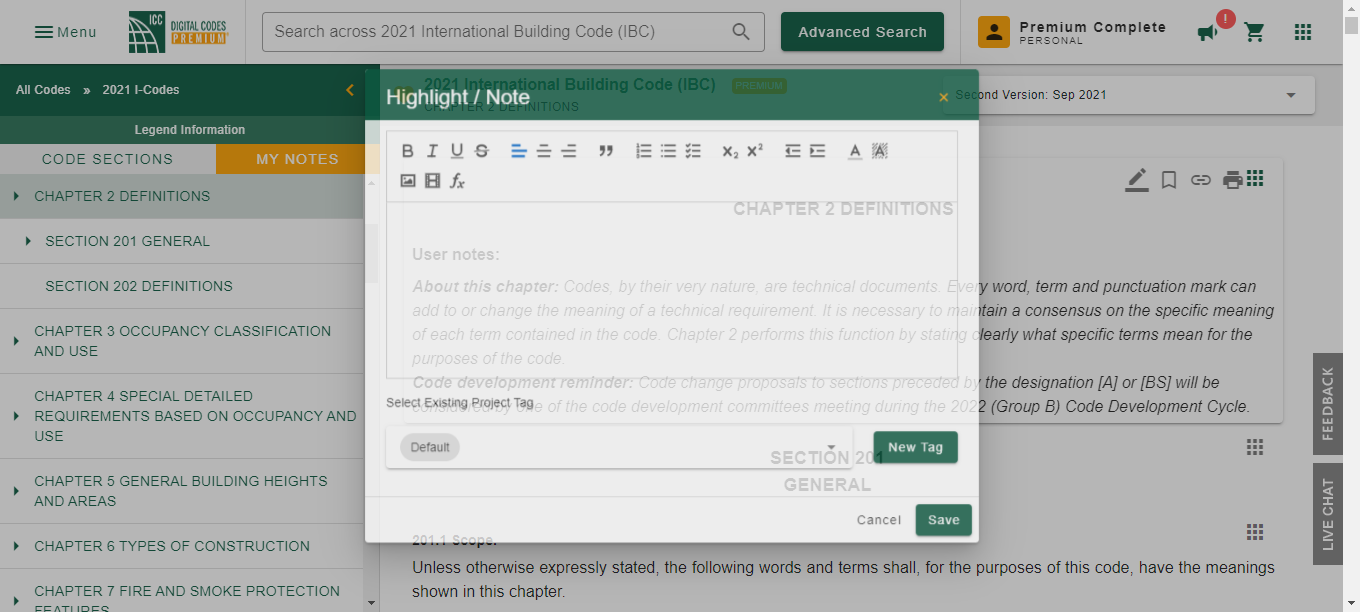 Menu
ICC
DIGITAL CODES
PREMIUM
Search across 2021 International Building Code (IBC)
Advanced Search
Premium Complete
PERSONAL
!
All Codes » 2021 I-Codes
Legend Information
CODE SECTIONS
MY NOTES
CHAPTER 2 DEFINITIONS
SECTION 201 GENERAL
SECTION 202 DEFINITIONS
CHAPTER 3 OCCUPANCY CLASSIFICATION
AND USE
CHAPTER 4 SPECIAL DETAILED
REQUIREMENTS BASED ON OCCUPANCY AND
USE
CHAPTER 5 GENERAL BUILDING HEIGHTS
AND AREAS
CHAPTER 6 TYPES OF CONSTRUCTION
CHAPTER 7 FIRE AND SMOKE PROTECTION
FEATURES
2021 International Building Code (IBC)
PREMIUM
CHAPTER 2 DEFINITIONS
Second Version: Sep 2021
Highlight / Note
×
B I U S
X₂ X²
A A
fx
CHAPTER 2 DEFINITIONS
User notes:
About this chapter: Codes, by their very nature, are technical documents. Every word, term and punctuation mark can
add to or change the meaning of a technical requirement. It is necessary to maintain a consensus on the specific meaning
of each term contained in the code. Chapter 2 performs this function by stating clearly what specific terms mean for the
purposes of the code.
Code development reminder: Code change proposals to sections preceded by the designation [A] or [BS] will be
considered by one of the code development committees meeting during the 2022 (Group B) Code Development Cycle.
Select Existing Project Tag
Default
New Tag
SECTION 201
GENERAL
Cancel
Save
201.1 Scope.
Unless otherwise expressly stated, the following words and terms shall, for the purposes of this code, have the meanings
shown in this chapter.
FEEDBACK
LIVE CHAT